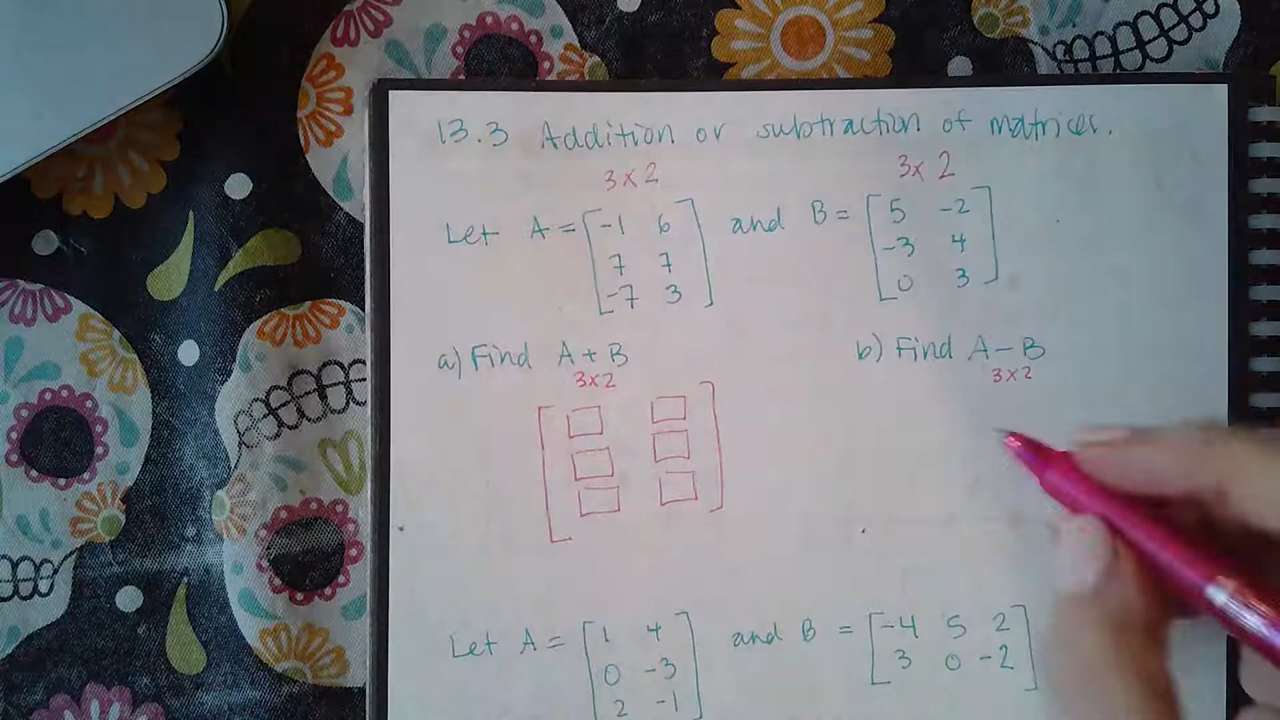 13.3 Addition or subtraction of matrices.
3x2 3x2
Let A = [-1 6 and B = [5 -2
7 7 -3 4
-7 3] 0 3]
a) Find A + B b) Find A - B
3x2 3x2
Let A = [1 4 and B = [-4 5 2
0 -3 3 0 -2]
2 -1]